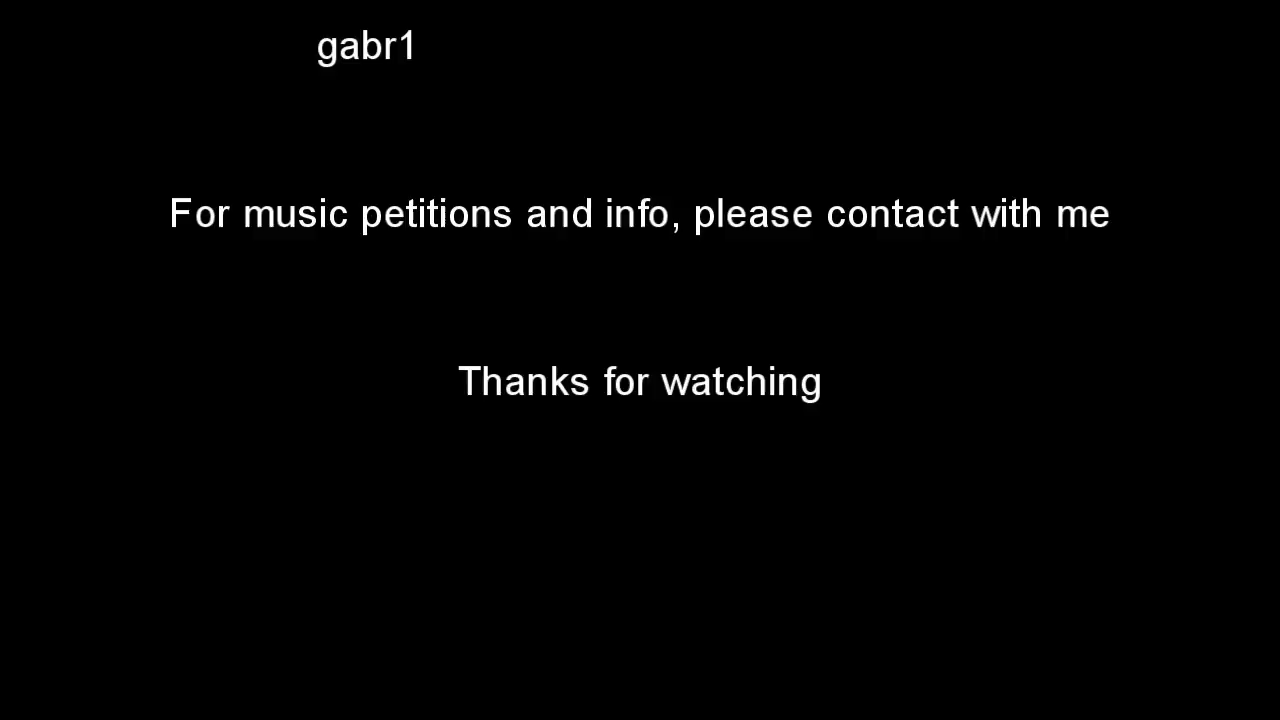 gabr1
For music petitions and info, please contact with me
Thanks for watching